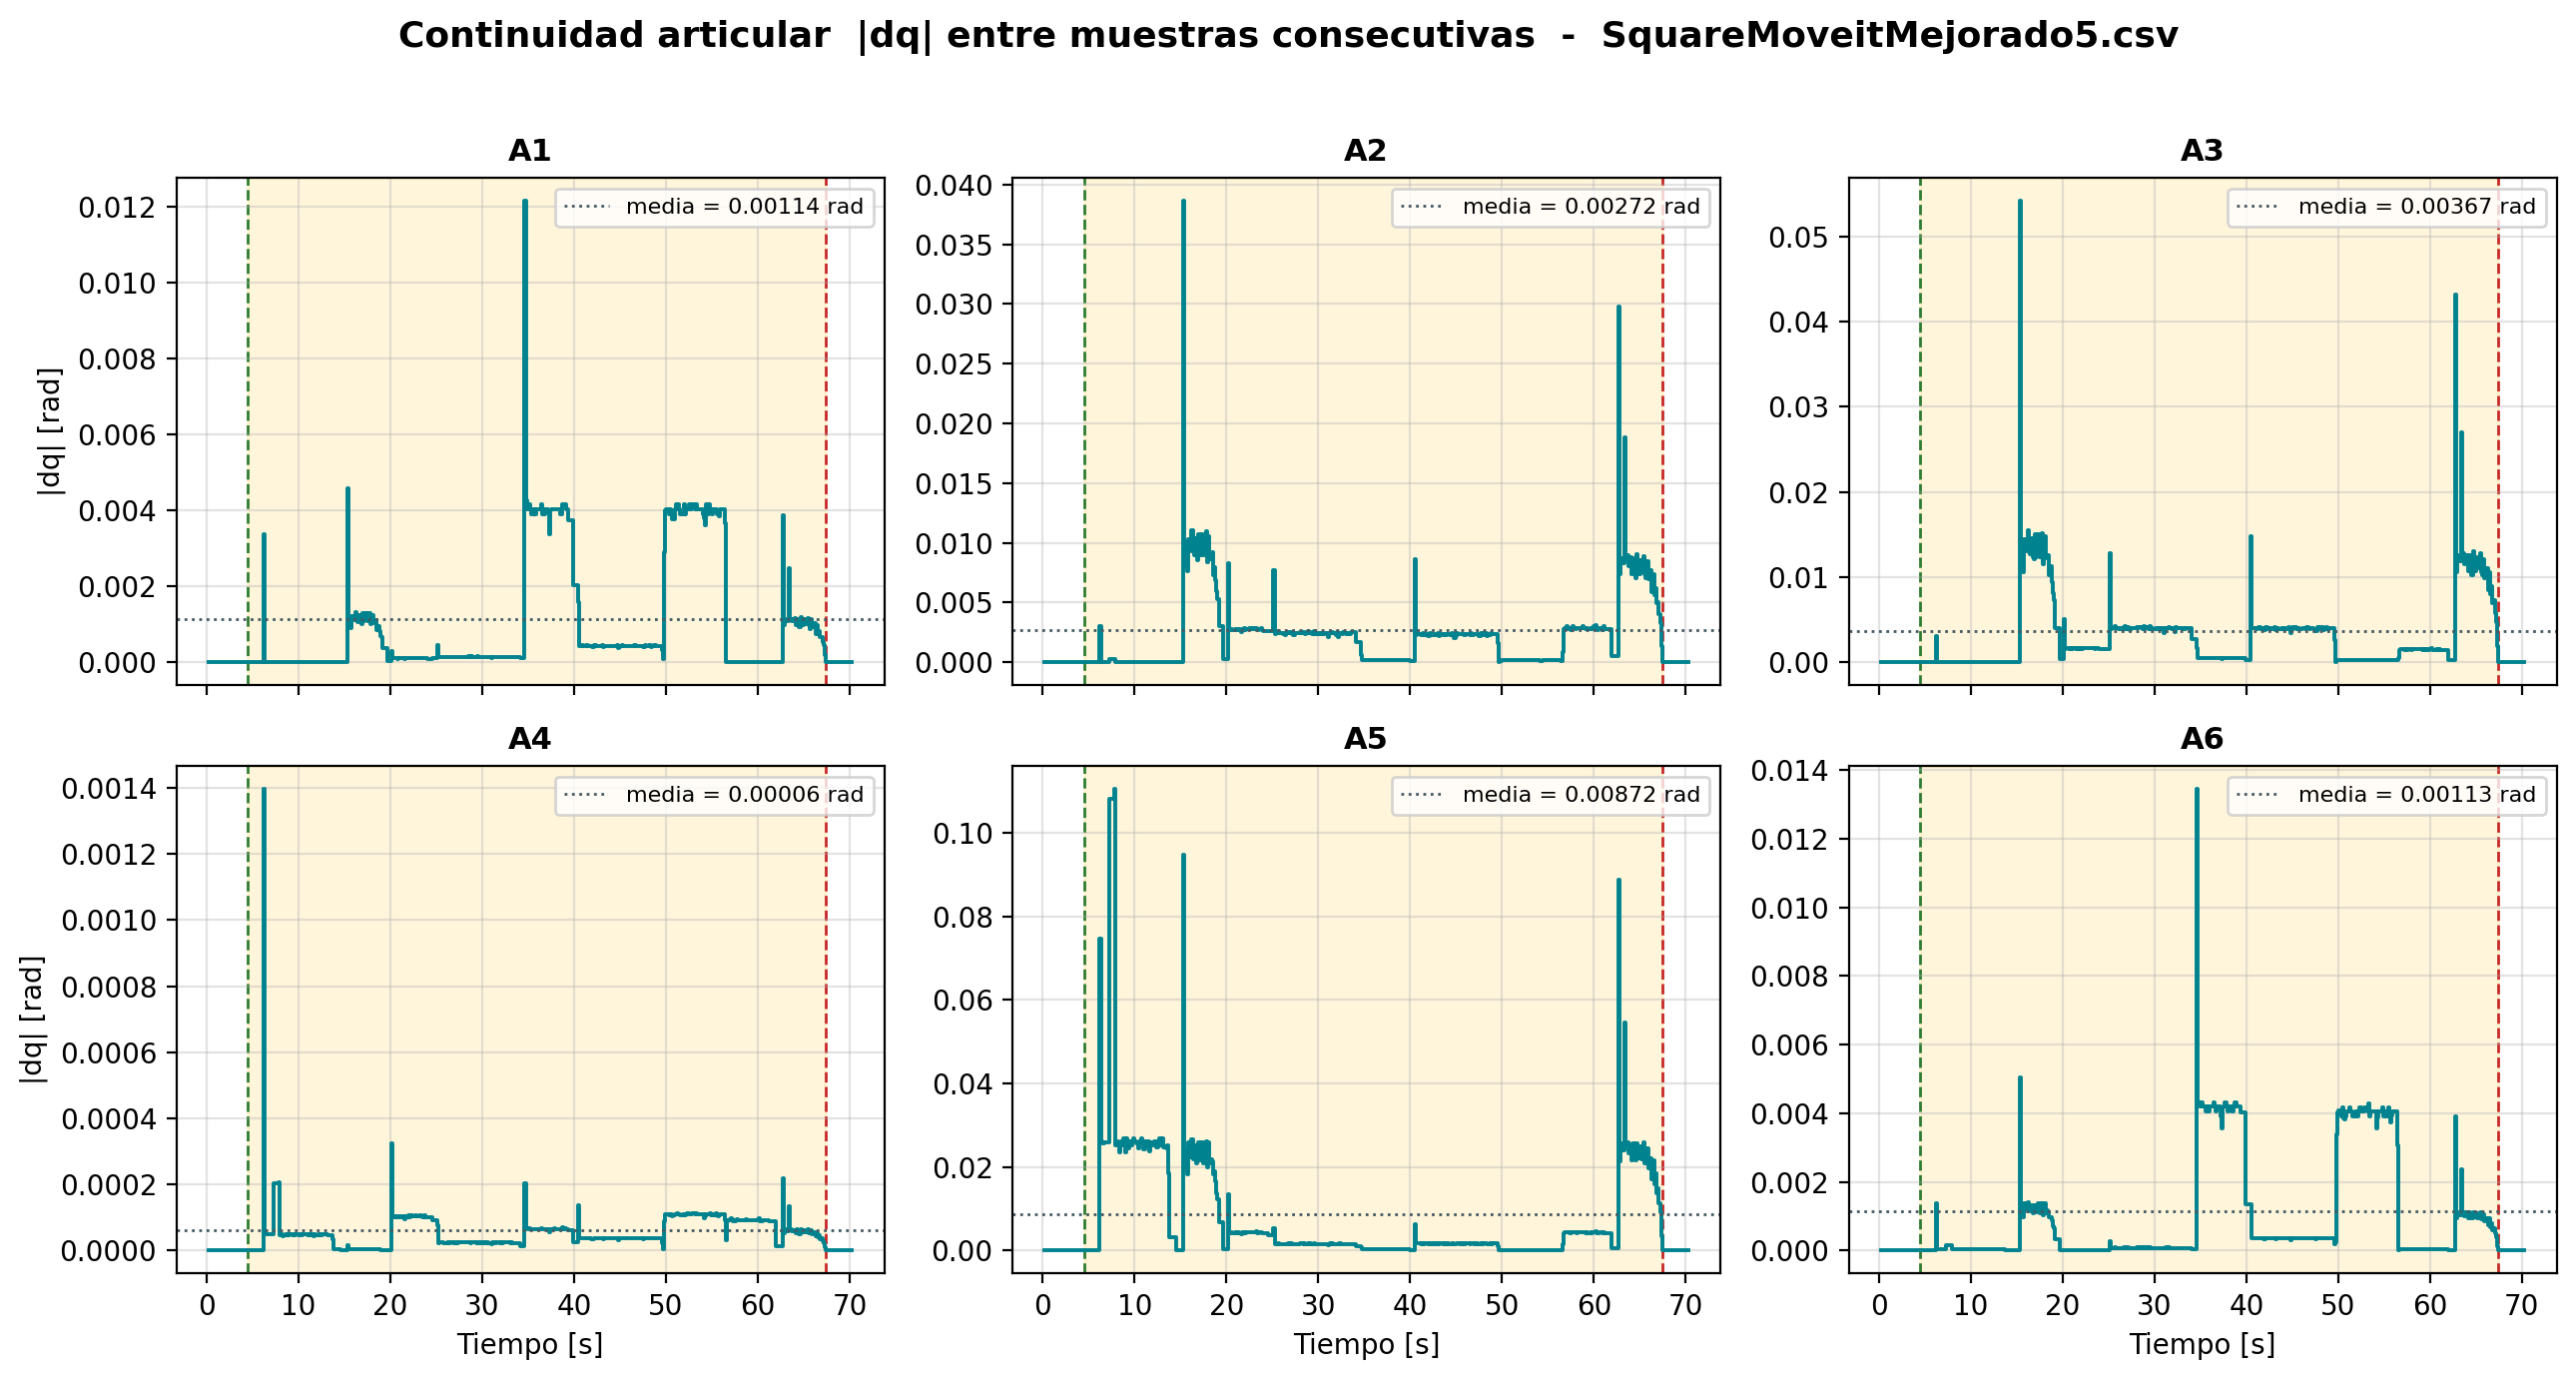 Continuidad articular  |dq| entre muestras consecutivas  -  SquareMoveitMejorado5.csv
A1
A2
A3
|dq| [rad]
0.012
0.010
0.008
0.006
0.004
0.002
0.000
media = 0.00114 rad
0.040
0.035
0.030
0.025
0.020
0.015
0.010
0.005
0.000
media = 0.00272 rad
0.05
0.04
0.03
0.02
0.01
0.00
media = 0.00367 rad
A4
A5
A6
|dq| [rad]
0.0014
0.0012
0.0010
0.0008
0.0006
0.0004
0.0002
0.0000
media = 0.00006 rad
0 10 20 30 40 50 60 70
Tiempo [s]
0.10
0.08
0.06
0.04
0.02
0.00
media = 0.00872 rad
0 10 20 30 40 50 60 70
Tiempo [s]
0.014
0.012
0.010
0.008
0.006
0.004
0.002
0.000
media = 0.00113 rad
0 10 20 30 40 50 60 70
Tiempo [s]